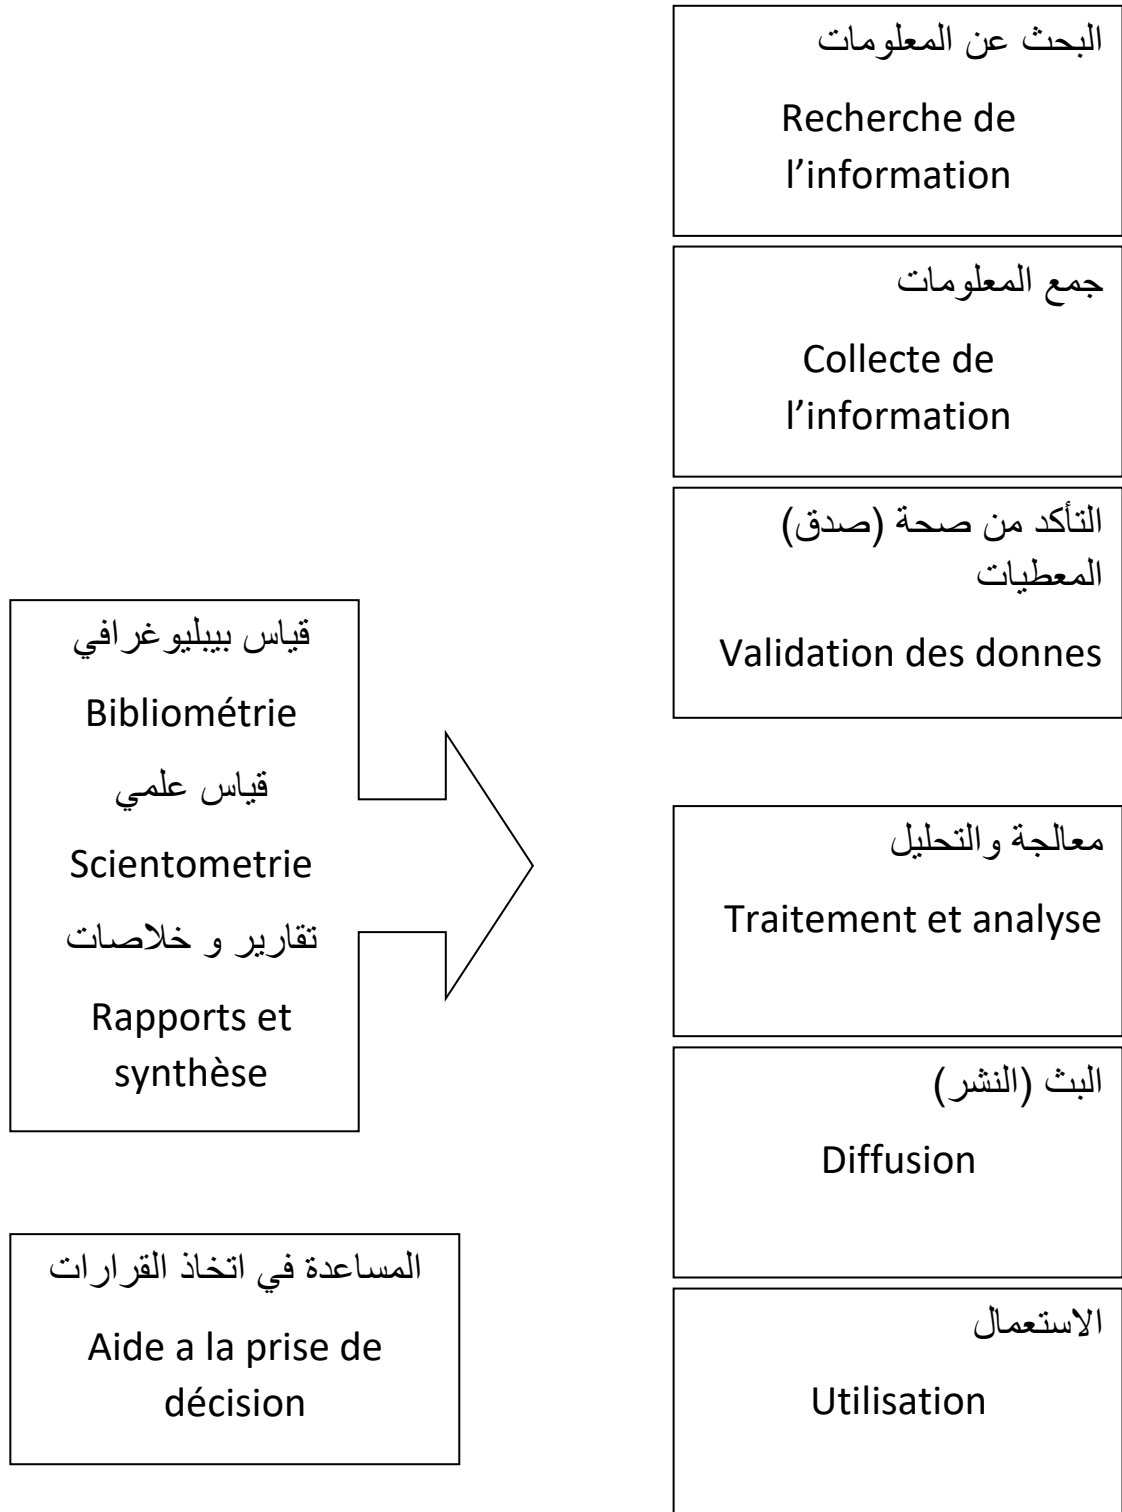 البحث عن المعلومات
Recherche de
l’information
جمع المعلومات
Collecte de
l’information
التأكد من صحة (صدق)
المعطيات
Validation des donnes
قياس بيبليوغرافي
Bibliométrie
قياس علمي
Scientometrie
تقارير و خلاصات
Rapports et
synthèse
معالجة والتحليل
Traitement et analyse
البث (النشر)
Diffusion
المساعدة في اتخاذ القرارات
Aide a la prise de
décision
الاستعمال
Utilisation